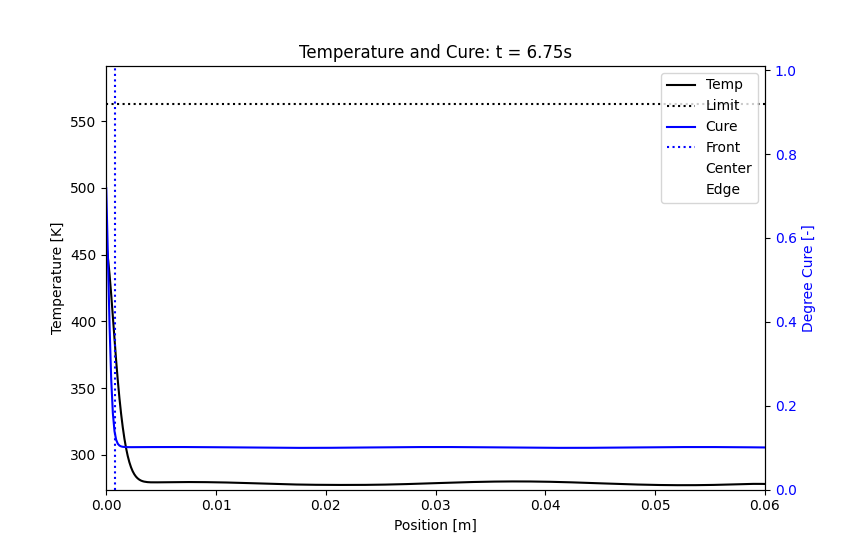 Temperature and Cure: t = 6.75s
Temperature [K]
550
500
450
400
350
300
1.0
0.8
0.6
0.4
0.2
0.0
Degree Cure [-]
Temp
Limit
Cure
Front
Center
Edge
0.00 0.01 0.02 0.03 0.04 0.05 0.06
Position [m]